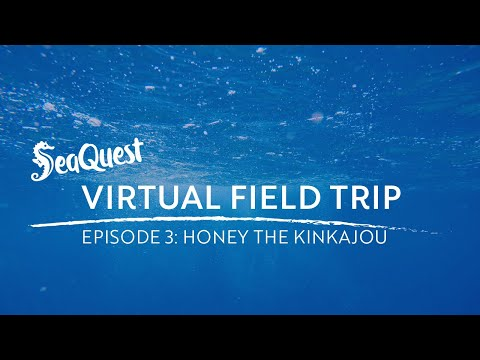 SeaQuest
VIRTUAL FIELD TRIP
EPISODE 3: HONEY THE KINKAJOU